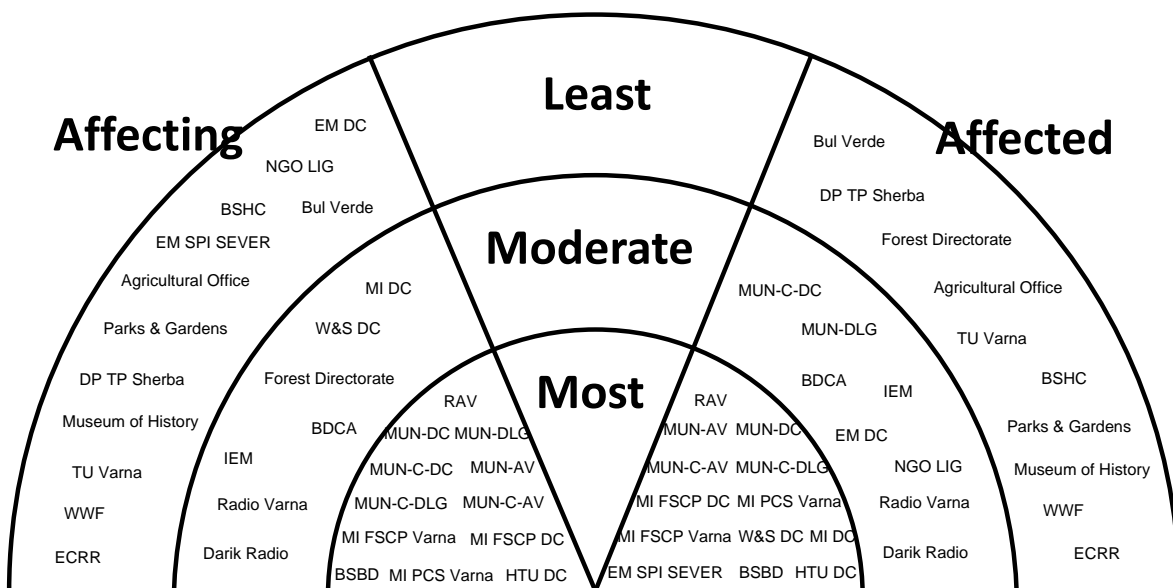 Least
Affecting
Affected
Moderate
Most
EM DC
NGO LIG
BSHC
Bul Verde
EM SPI SEVER
Agricultural Office
Parks & Gardens
DP TP Sherba
Museum of History
TU Varna
WWF
ECRR
MI DC
W&S DC
Forest Directorate
BDCA
IEM
Radio Varna
Darik Radio
RAV
MUN-DC MUN-DLG
MUN-C-DC MUN-AV
MUN-C-DLG MUN-C-AV
MI FSCP Varna MI FSCP DC
BSBD MI PCS Varna HTU DC
RAV
MUN-AV MUN-DC
MUN-C-AV MUN-C-DLG
MI FSCP DC MI PCS Varna
MI FSCP Varna W&S DC MI DC
EM SPI SEVER BSBD HTU DC
MUN-C-DC
MUN-DLG
BDCA
IEM
EM DC
NGO LIG
Radio Varna
Darik Radio
Bul Verde
DP TP Sherba
Forest Directorate
Agricultural Office
TU Varna
BSHC
Parks & Gardens
Museum of History
WWF
ECRR